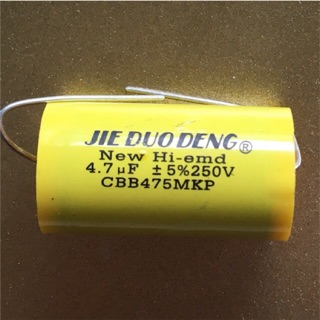 JIE DUO DENG®
New Hi-emd
4.7µF ±5%250V
CBB475MKP